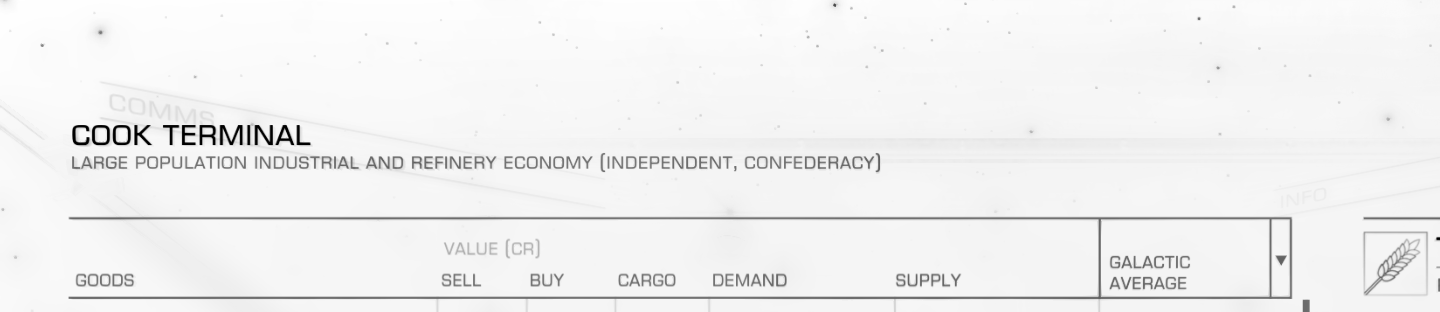 COMMS
COOK TERMINAL
LARGE POPULATION INDUSTRIAL AND REFINERY ECONOMY (INDEPENDENT, CONFEDERACY)
INFO
VALUE (CR)
GOODS SELL BUY CARGO DEMAND SUPPLY GALACTIC AVERAGE